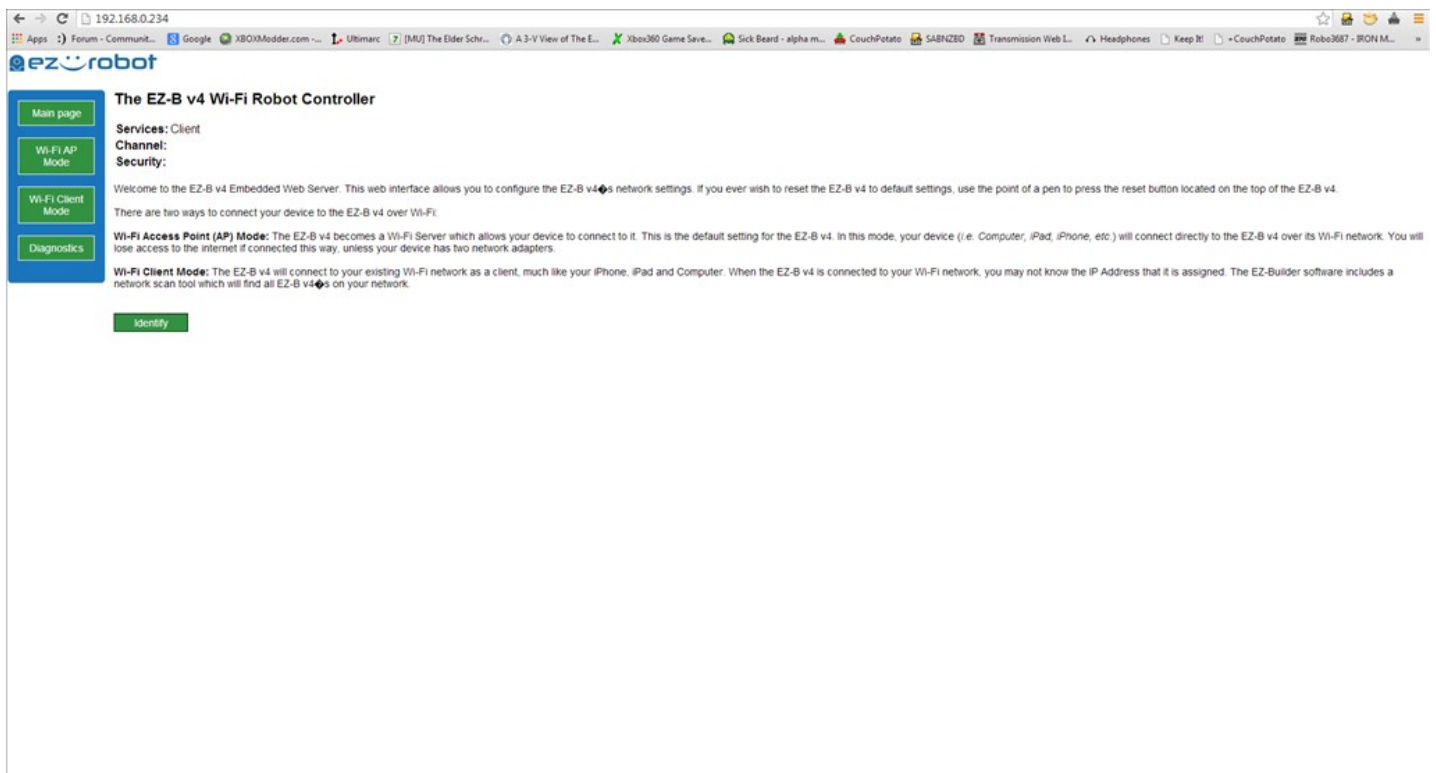 192.168.0.234
Apps :) Forum - Communit... Google XBOXModder.com -... Ultimarc [MU] The Elder Schr... A 3-V View of The E... Xbox360 Game Save... Sick Beard - alpha m... CouchPotato SABNZBD Transmission Web I... Headphones Keep It! +CouchPotato Robo3687 - IRON M... »
ez robot
Main page
Wi-Fi AP
Mode
Wi-Fi Client
Mode
Diagnostics
The EZ-B v4 Wi-Fi Robot Controller
Services: Client
Channel:
Security:
Welcome to the EZ-B v4 Embedded Web Server. This web interface allows you to configure the EZ-B v4�s network settings. If you ever wish to reset the EZ-B v4 to default settings, use the point of a pen to press the reset button located on the top of the EZ-B v4.
There are two ways to connect your device to the EZ-B v4 over Wi-Fi:
Wi-Fi Access Point (AP) Mode: The EZ-B v4 becomes a Wi-Fi Server which allows your device to connect to it. This is the default setting for the EZ-B v4. In this mode, your device (i.e. Computer, iPad, iPhone, etc.) will connect directly to the EZ-B v4 over its Wi-Fi network. You will
lose access to the internet if connected this way, unless your device has two network adapters.
Wi-Fi Client Mode: The EZ-B v4 will connect to your existing Wi-Fi network as a client, much like your iPhone, iPad and Computer. When the EZ-B v4 is connected to your Wi-Fi network, you may not know the IP Address that it is assigned. The EZ-Builder software includes a
network scan tool which will find all EZ-B v4�s on your network.
Identify